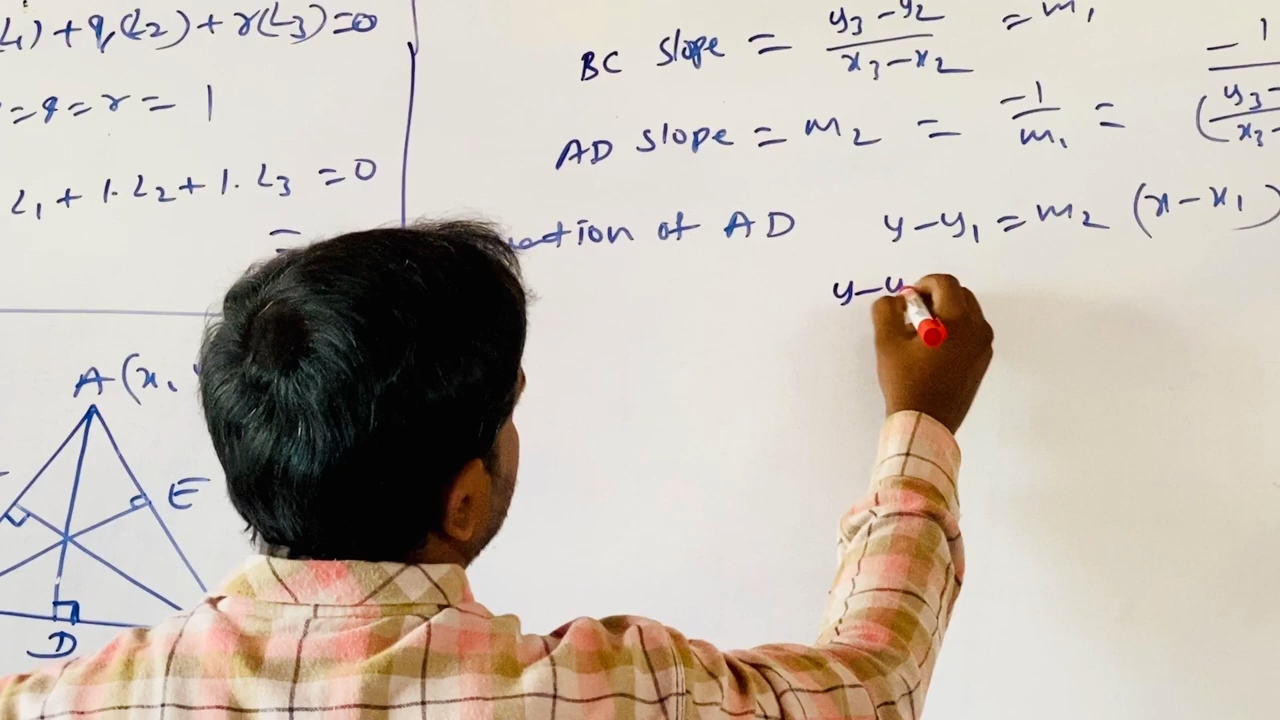 L1) + q(L2) + r(L3) = 0
= q = r = 1
L1 + 1. L2 + 1. L3 = 0
=
BC slope = y3 - y2 / x3 - x2 = m1
AD slope = m2 = -1 / m1 = -1 / (y3 - / x3 -
ation of AD y - y1 = m2 (x - x1)
y - y
A (x,
E
D